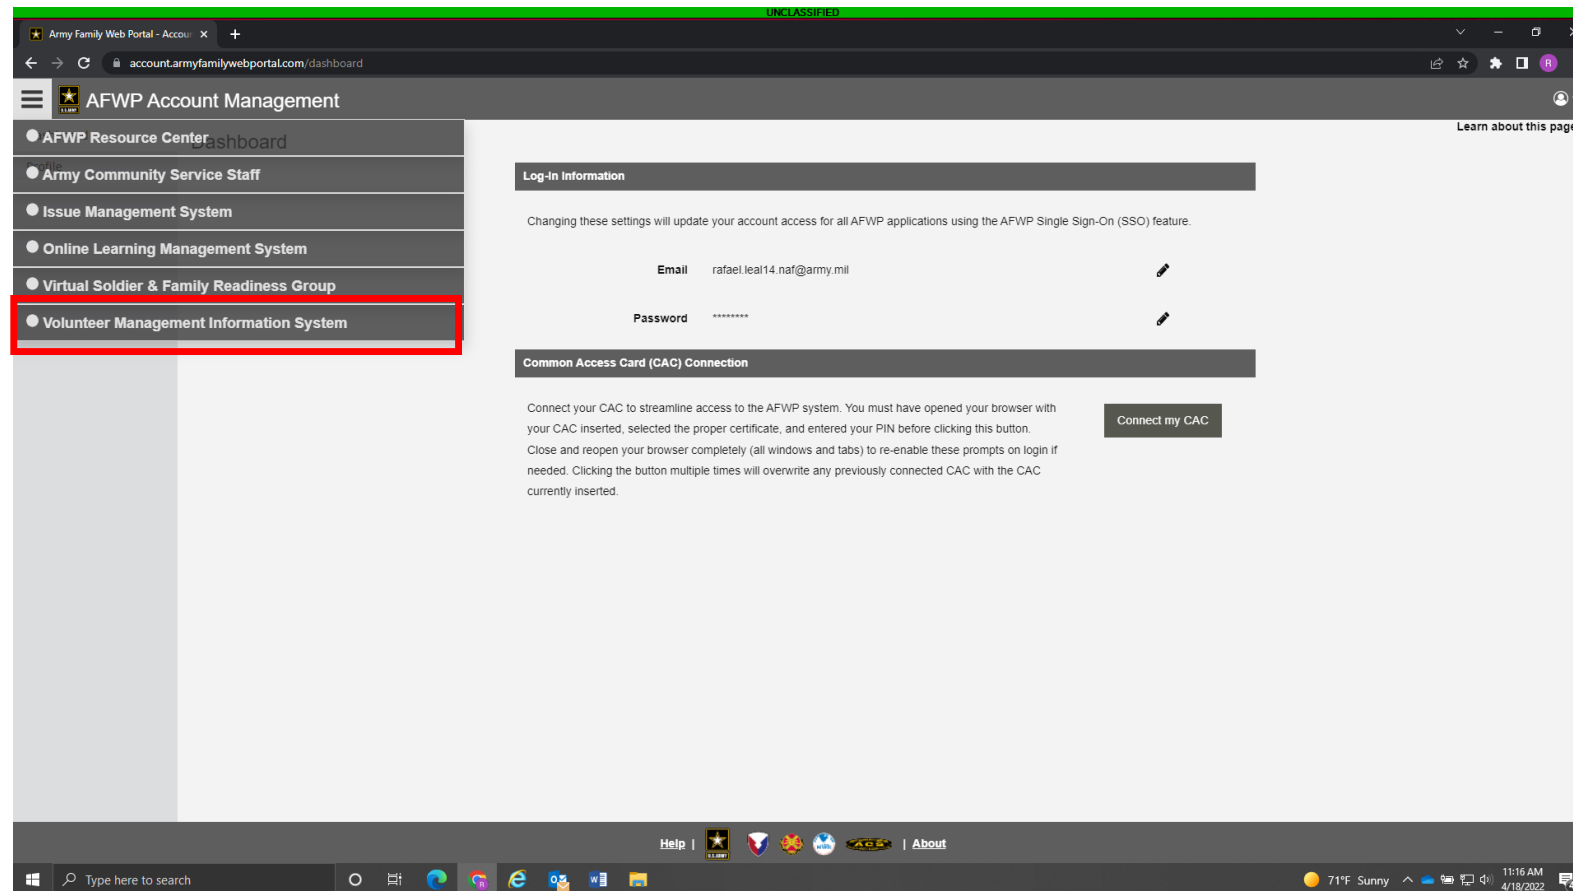 UNCLASSIFIED
Army Family Web Portal - Accou
account.armyfamilywebportal.com/dashboard
R
AFWP Account Management
Learn about this page
AFWP Resource Center
Dashboard
Profile
Army Community Service Staff
Issue Management System
Online Learning Management System
Virtual Soldier & Family Readiness Group
Volunteer Management Information System
Log-In Information
Changing these settings will update your account access for all AFWP applications using the AFWP Single Sign-On (SSO) feature.
Email rafael.leal14.naf@army.mil
Password ********
Common Access Card (CAC) Connection
Connect your CAC to streamline access to the AFWP system. You must have opened your browser with
your CAC inserted, selected the proper certificate, and entered your PIN before clicking this button.
Close and reopen your browser completely (all windows and tabs) to re-enable these prompts on login if
needed. Clicking the button multiple times will overwrite any previously connected CAC with the CAC
currently inserted.
Connect my CAC
Help | U.S. ARMY ACS | About
Type here to search
71°F Sunny
11:16 AM
4/18/2022